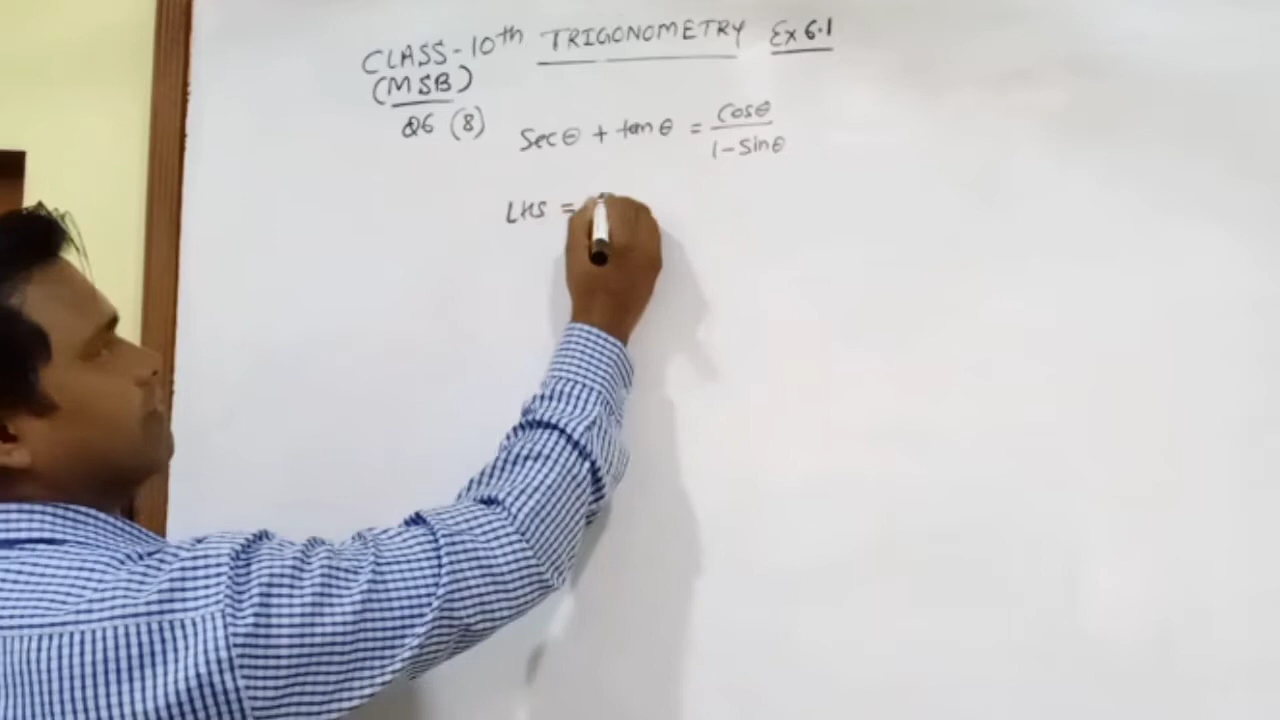 CLASS-10th TRIGONOMETRY Ex 6.1
(MSB)
Q6 (8) Secθ + tanθ = Cosθ / 1-Sinθ
LHS =